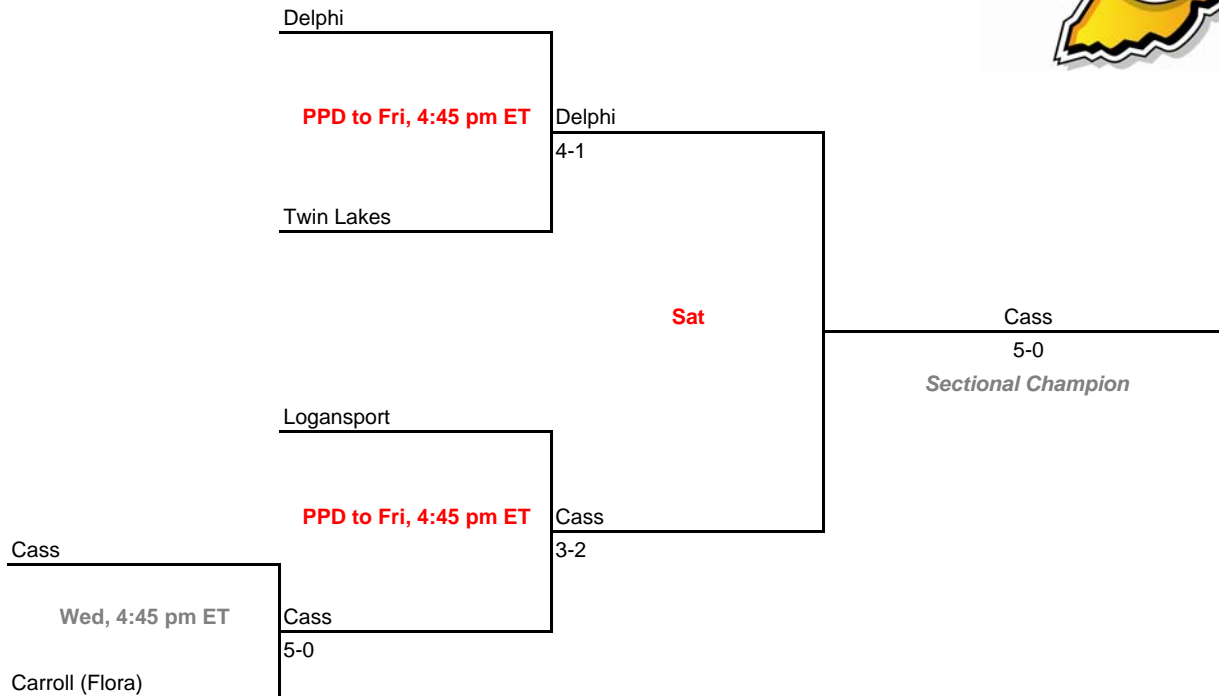 Delphi
PPD to Fri, 4:45 pm ET
Delphi
4-1
Twin Lakes
Sat
Cass
5-0
Sectional Champion
Logansport
PPD to Fri, 4:45 pm ET
Cass
3-2
Cass
Wed, 4:45 pm ET
Cass
5-0
Carroll (Flora)